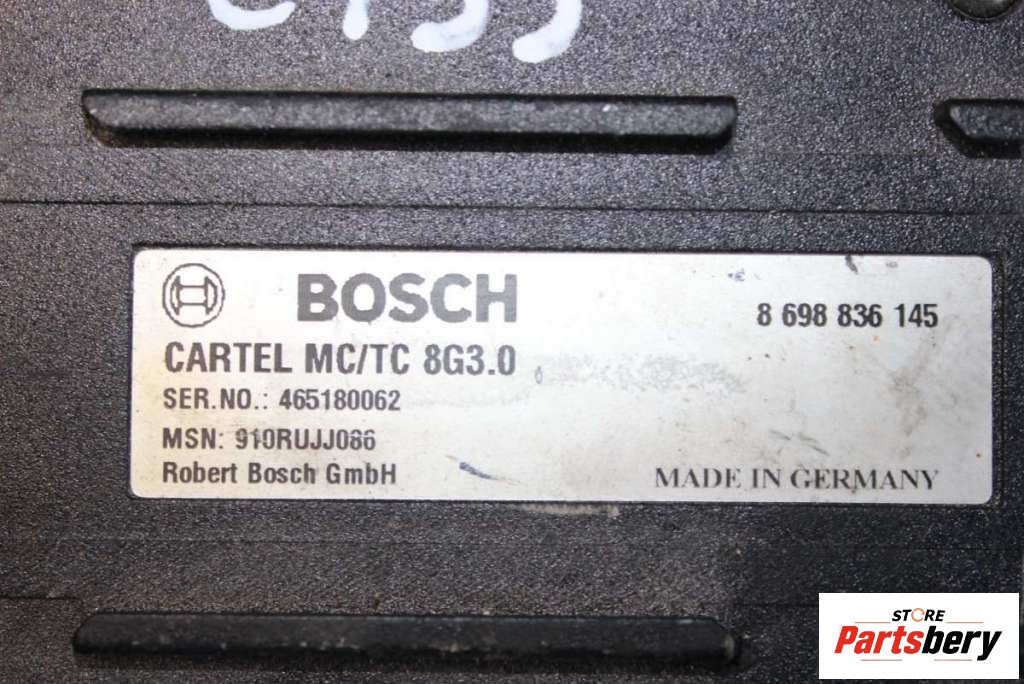 BOSCH
8 698 836 145
CARTEL MC/TC 8G3.0
SER.NO.: 465180062
MSN: 910RUJJ086
Robert Bosch GmbH
MADE IN GERMANY
STORE
Partsbery